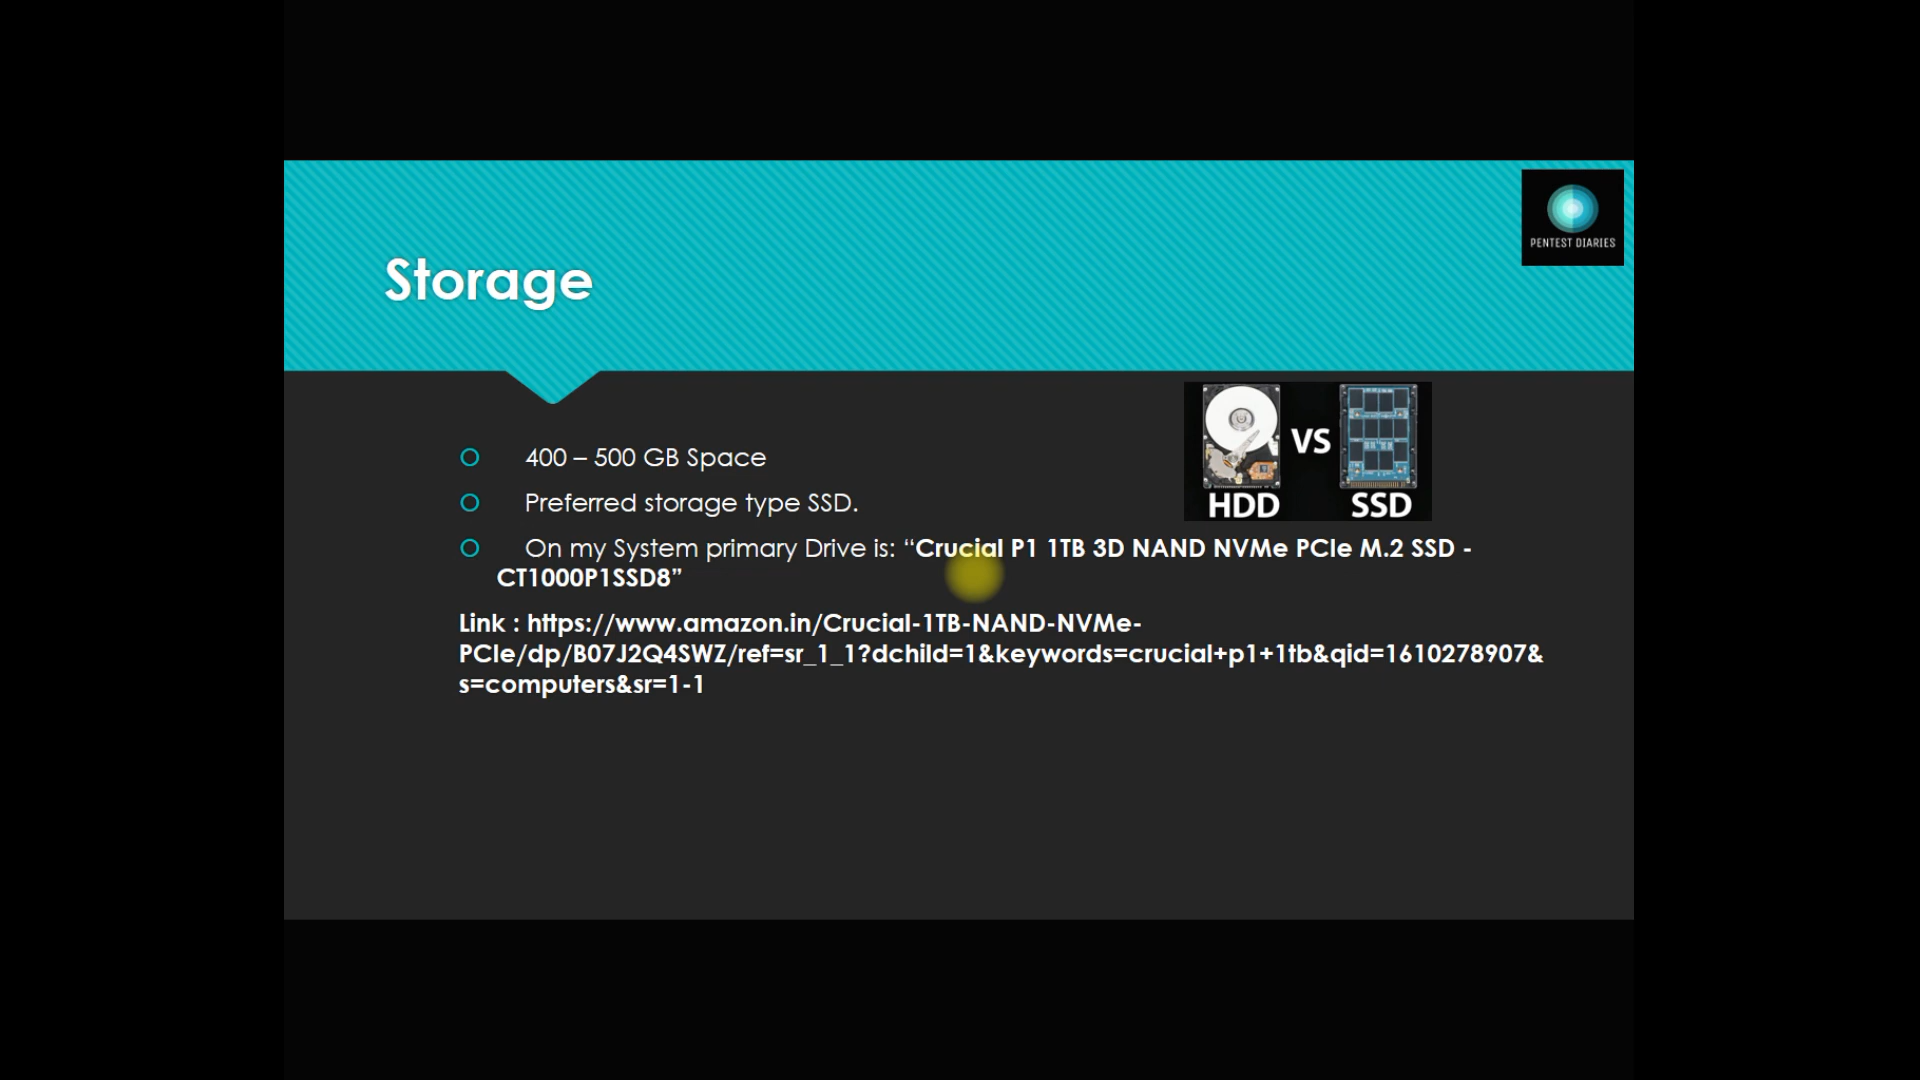 PENTEST DIARIES
Storage
VS
HDD SSD
400 – 500 GB Space
Preferred storage type SSD.
On my System primary Drive is: “Crucial P1 1TB 3D NAND NVMe PCIe M.2 SSD -
CT1000P1SSD8”
Link : https://www.amazon.in/Crucial-1TB-NAND-NVMe-
PCIe/dp/B07J2Q4SWZ/ref=sr_1_1?dchild=1&keywords=crucial+p1+1tb&qid=1610278907&
s=computers&sr=1-1